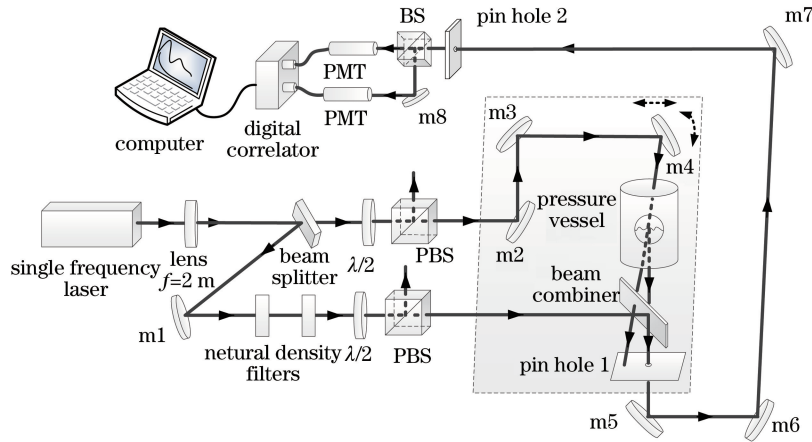 BS
pin hole 2
m7
PMT
PMT
m8
computer
digital
correlator
m3
m4
pressure
vessel
single frequency
laser
lens
f=2 m
beam
splitter
λ/2
PBS
m2
beam
combiner
m1
netural density
filters
λ/2
PBS
pin hole 1
m5
m6